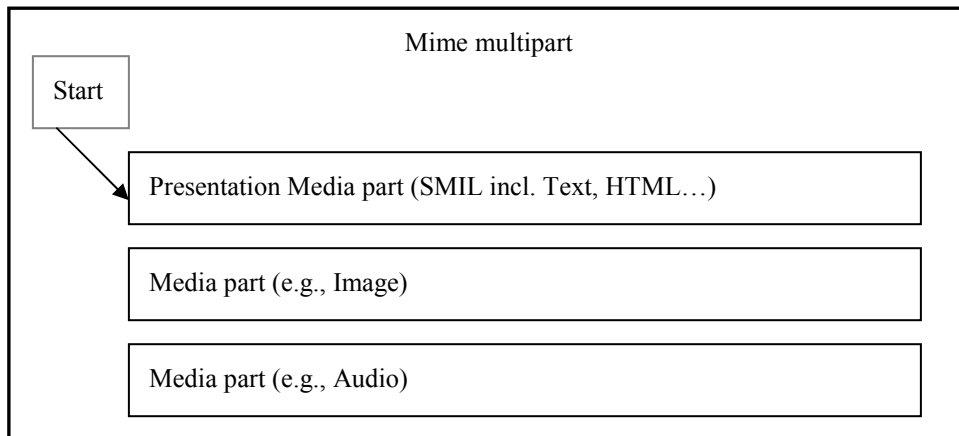 Mime multipart
Start
Presentation Media part (SMIL incl. Text, HTML…)
Media part (e.g., Image)
Media part (e.g., Audio)